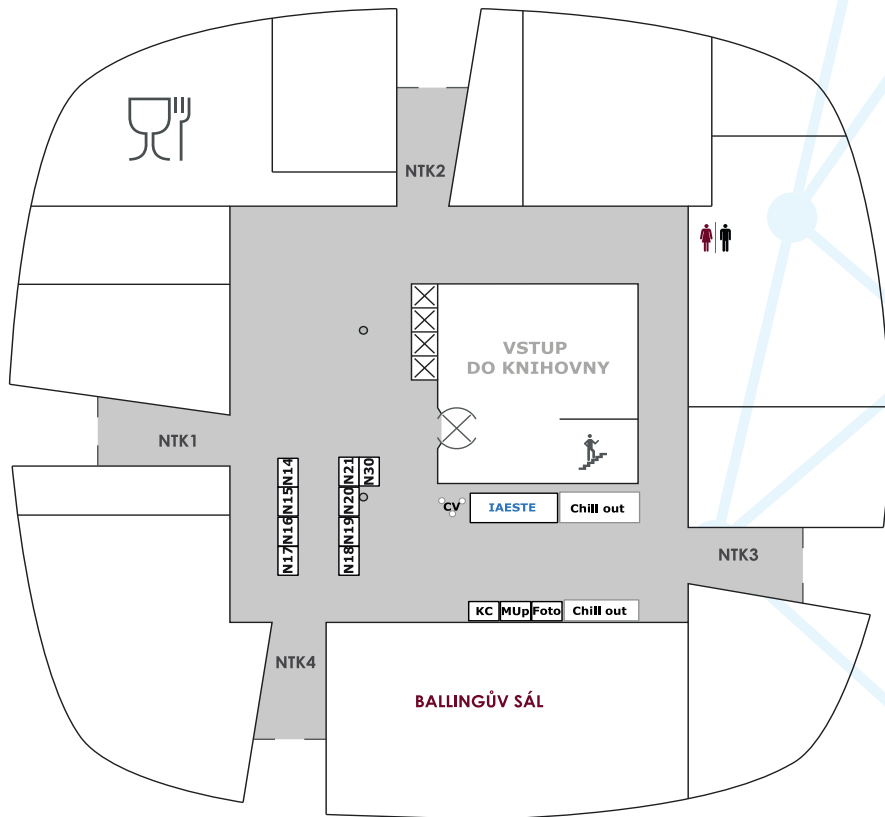 NTK2
VSTUP
DO KNIHOVNY
NTK1
N14
N15
N16
N17
N21
N30
N20
N19
N18
CV
IAESTE
Chill out
NTK3
KC
MUp
Foto
Chill out
NTK4
BALLINGŮV SÁL